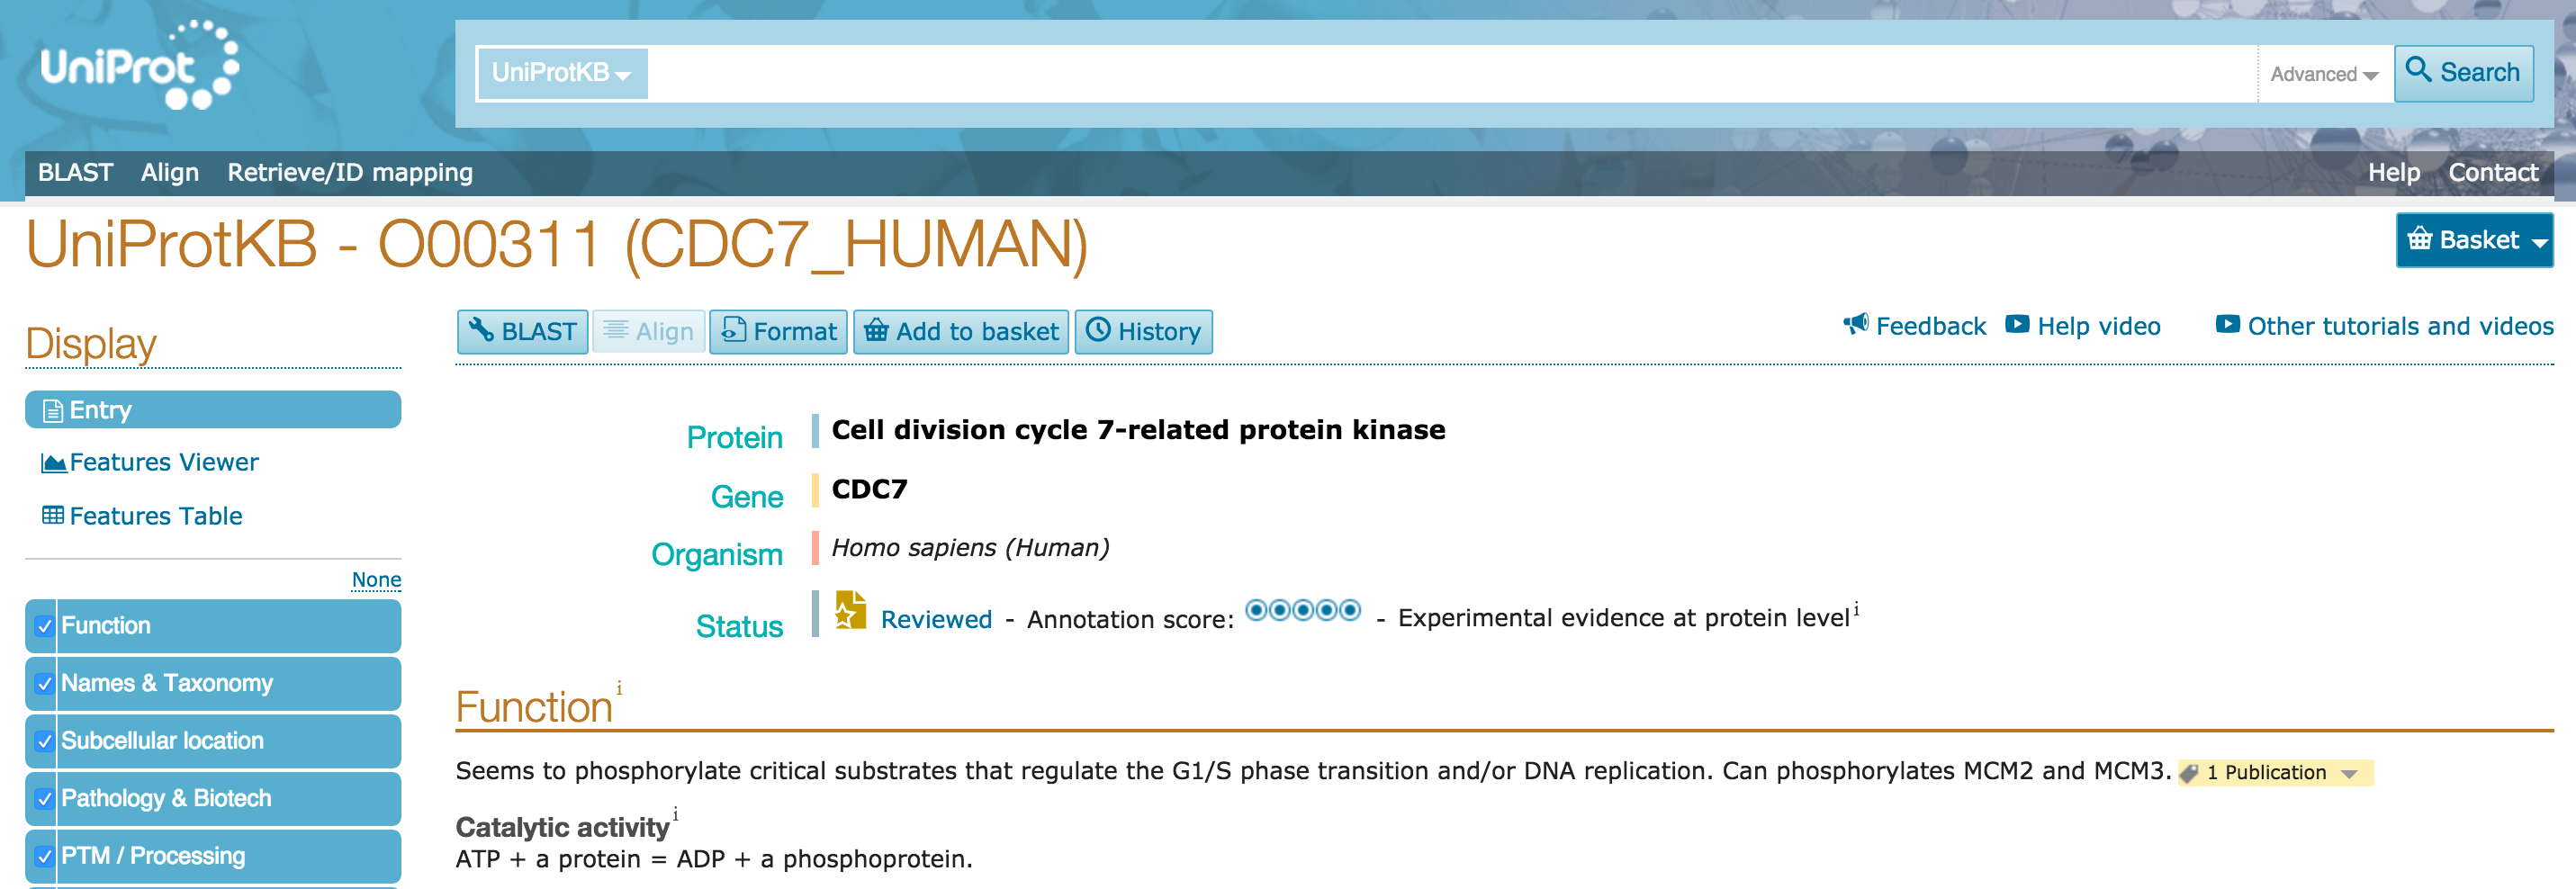 UniProt
UniProtKB
Advanced
Search
BLAST Align Retrieve/ID mapping
Help Contact
UniProtKB - O00311 (CDC7_HUMAN)
Basket
Display
BLAST Align Format Add to basket History
Feedback Help video Other tutorials and videos
Entry
Features Viewer
Features Table
None
Function
Names & Taxonomy
Subcellular location
Pathology & Biotech
PTM / Processing
Protein Cell division cycle 7-related protein kinase
Gene CDC7
Organism Homo sapiens (Human)
Status Reviewed - Annotation score: - Experimental evidence at protein level i
Function i
Seems to phosphorylate critical substrates that regulate the G1/S phase transition and/or DNA replication. Can phosphorylates MCM2 and MCM3. 1 Publication
Catalytic activity i
ATP + a protein = ADP + a phosphoprotein.